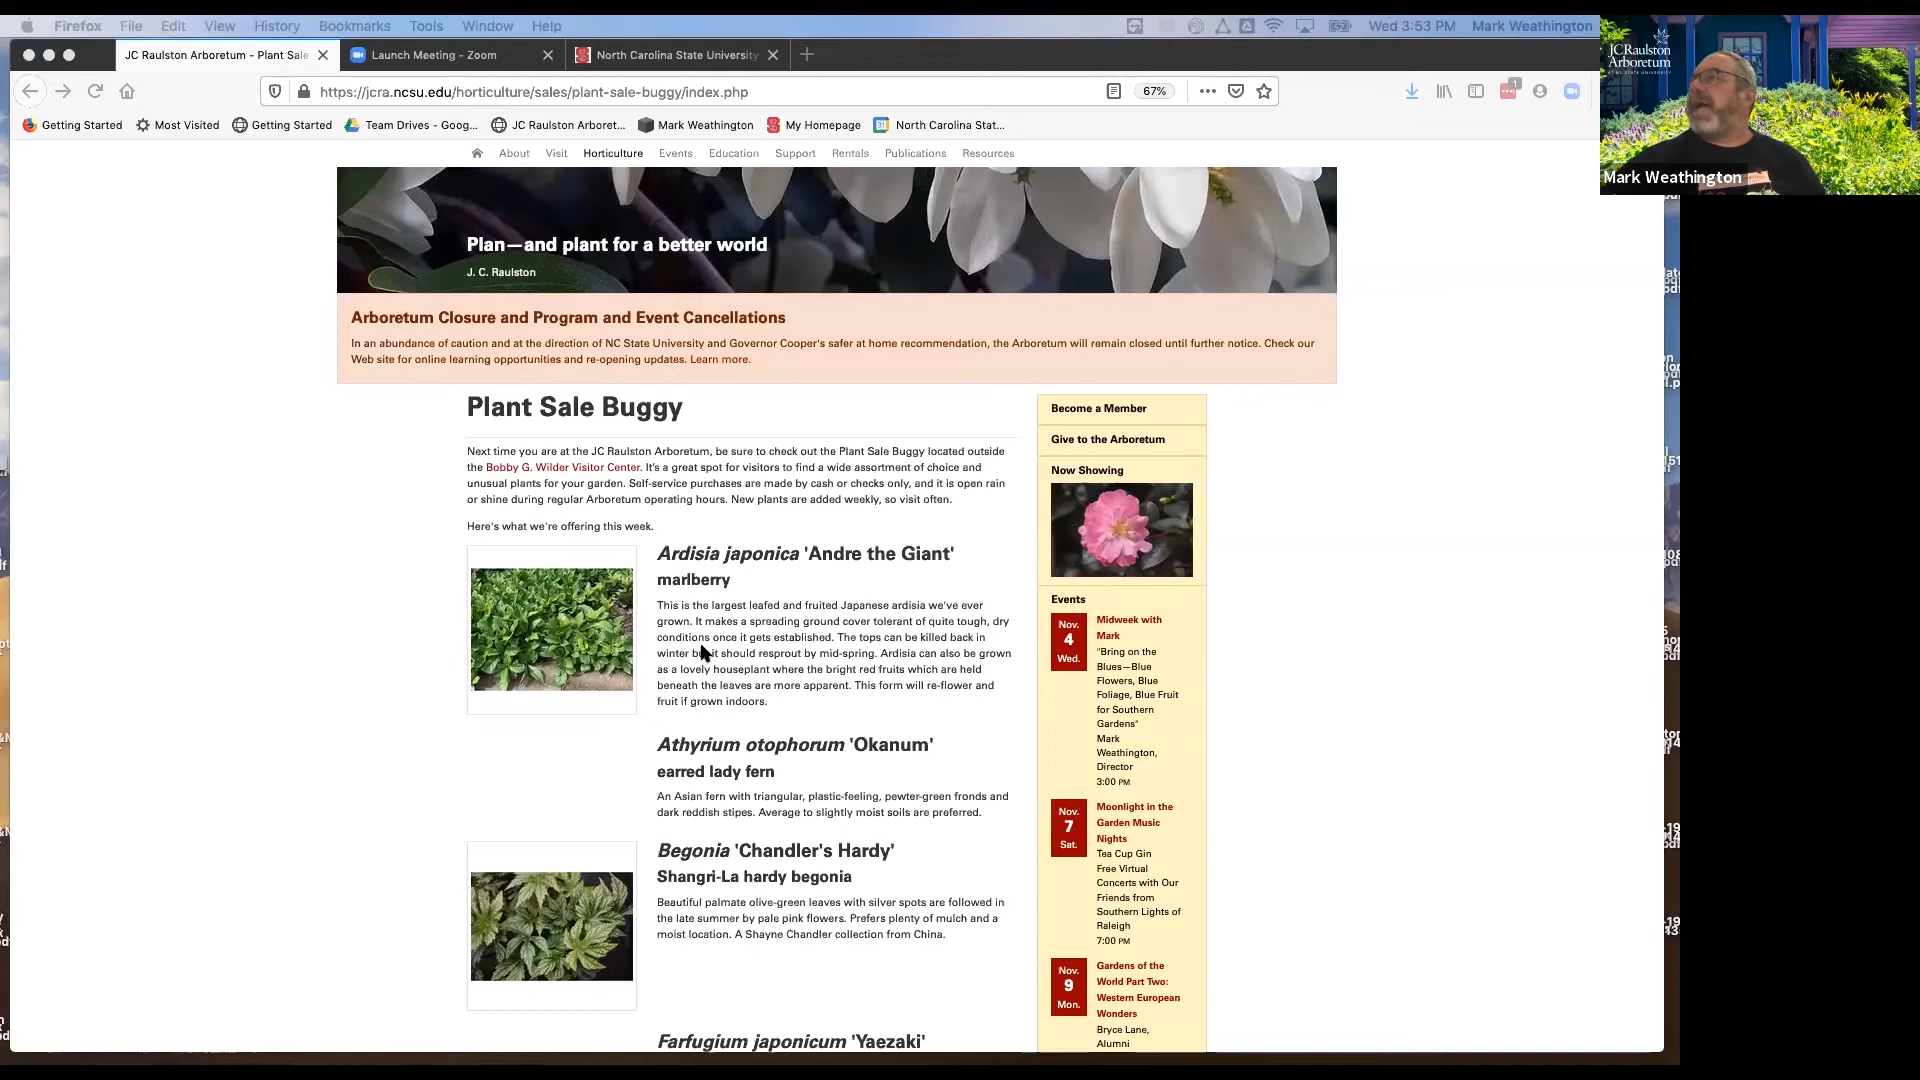 Firefox File Edit View History Bookmarks Tools Window Help Wed 3:53 PM Mark Weathington
JC Raulston Arboretum - Plant Sale Launch Meeting - Zoom North Carolina State University
https://jcra.ncsu.edu/horticulture/sales/plant-sale-buggy/index.php 67% 1
Getting Started Most Visited Getting Started Team Drives - Goog... JC Raulston Arboret... Mark Weathington My Homepage North Carolina Stat...
JCRaulston
Arboretum
AT NC STATE UNIVERSITY
Mark Weathington
About Visit Horticulture Events Education Support Rentals Publications Resources
Plan—and plant for a better world
J. C. Raulston
Arboretum Closure and Program and Event Cancellations
In an abundance of caution and at the direction of NC State University and Governor Cooper's safer at home recommendation, the Arboretum will remain closed until further notice. Check our
Web site for online learning opportunities and re-opening updates. Learn more.
Plant Sale Buggy
Next time you are at the JC Raulston Arboretum, be sure to check out the Plant Sale Buggy located outside
the Bobby G. Wilder Visitor Center. It's a great spot for visitors to find a wide assortment of choice and
unusual plants for your garden. Self-service purchases are made by cash or checks only, and it is open rain
or shine during regular Arboretum operating hours. New plants are added weekly, so visit often.
Here's what we're offering this week.
Ardisia japonica 'Andre the Giant'
marlberry
This is the largest leafed and fruited Japanese ardisia we've ever
grown. It makes a spreading ground cover tolerant of quite tough, dry
conditions once it gets established. The tops can be killed back in
winter but it should resprout by mid-spring. Ardisia can also be grown
as a lovely houseplant where the bright red fruits which are held
beneath the leaves are more apparent. This form will re-flower and
fruit if grown indoors.
Athyrium otophorum 'Okanum'
earred lady fern
An Asian fern with triangular, plastic-feeling, pewter-green fronds and
dark reddish stipes. Average to slightly moist soils are preferred.
Begonia 'Chandler's Hardy'
Shangri-La hardy begonia
Beautiful palmate olive-green leaves with silver spots are followed in
the late summer by pale pink flowers. Prefers plenty of mulch and a
moist location. A Shayne Chandler collection from China.
Farfugium japonicum 'Yaezaki'
Become a Member
Give to the Arboretum
Now Showing
Events
Nov.
4
Wed.
Midweek with
Mark
"Bring on the
Blues—Blue
Flowers, Blue
Foliage, Blue Fruit
for Southern
Gardens"
Mark
Weathington,
Director
3:00 PM
Nov.
7
Sat.
Moonlight in the
Garden Music
Nights
Tea Cup Gin
Free Virtual
Concerts with Our
Friends from
Southern Lights of
Raleigh
7:00 PM
Nov.
9
Mon.
Gardens of the
World Part Two:
Western European
Wonders
Bryce Lane,
Alumni